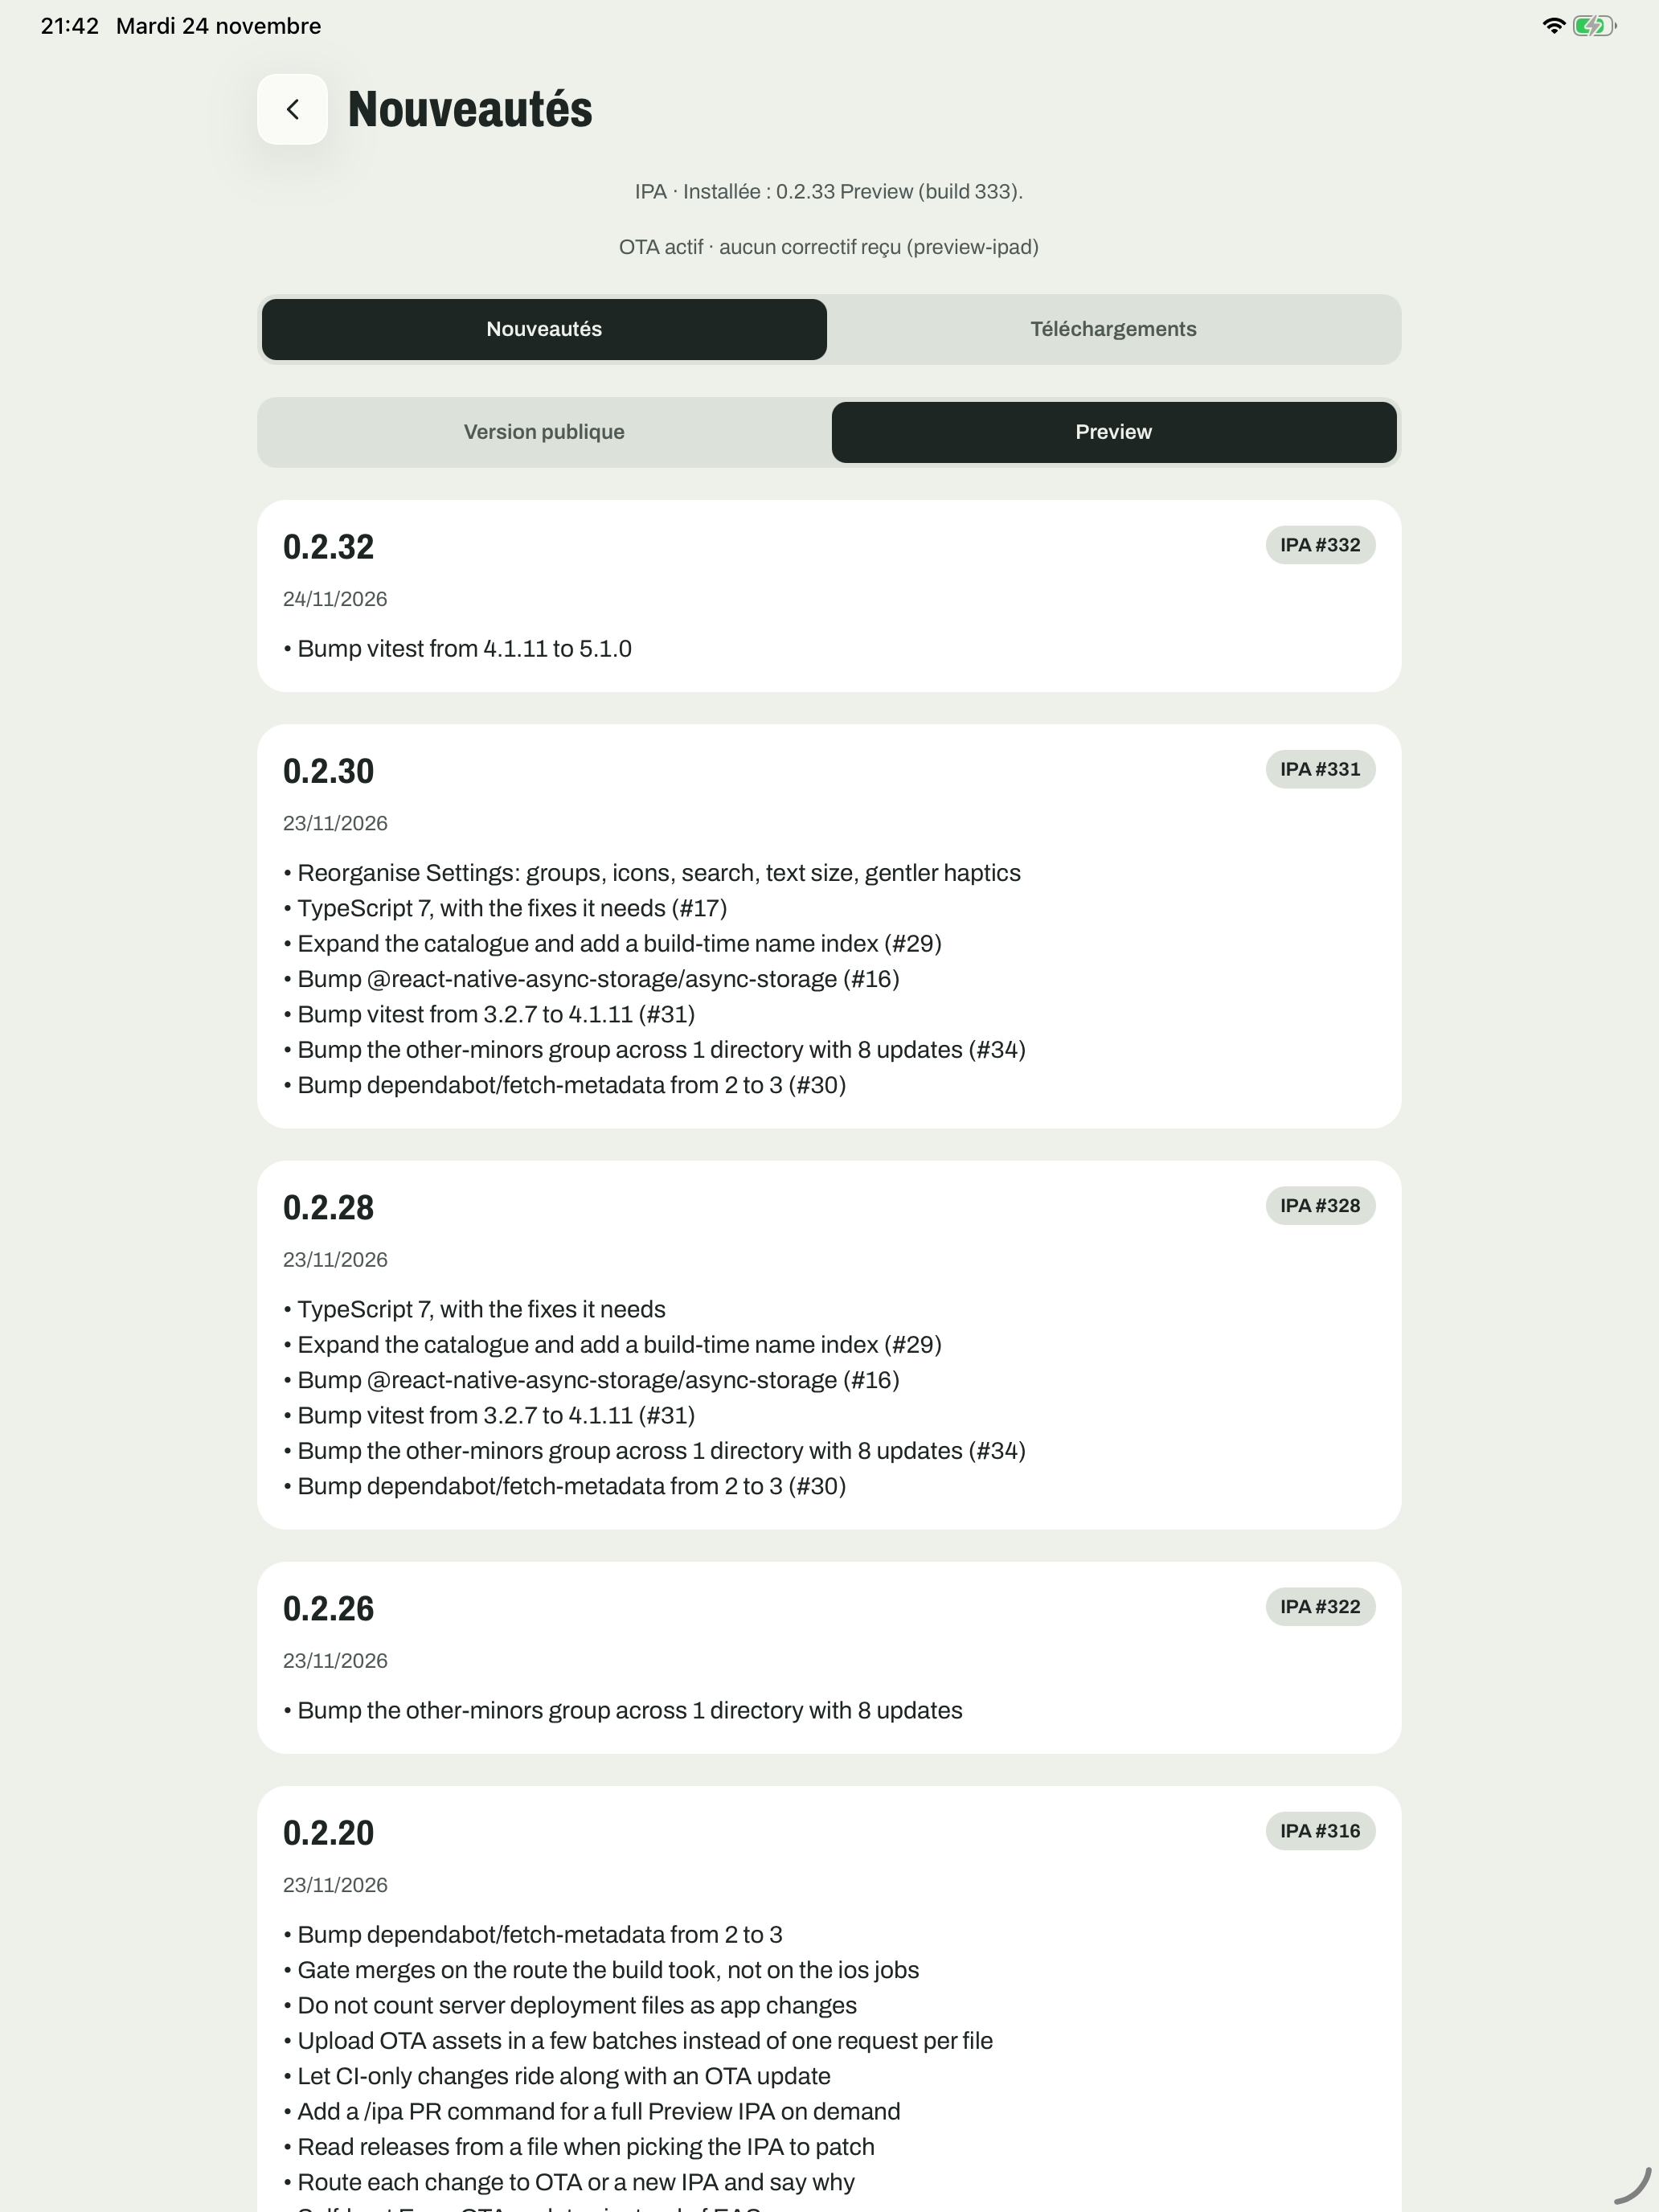 21:42 Mardi 24 novembre
Nouveautés
IPA · Installée : 0.2.33 Preview (build 333).
OTA actif · aucun correctif reçu (preview-ipad)
Nouveautés
Téléchargements
Version publique
Preview
0.2.32
IPA #332
24/11/2026
• Bump vitest from 4.1.11 to 5.1.0
0.2.30
IPA #331
23/11/2026
• Reorganise Settings: groups, icons, search, text size, gentler haptics
• TypeScript 7, with the fixes it needs (#17)
• Expand the catalogue and add a build-time name index (#29)
• Bump @react-native-async-storage/async-storage (#16)
• Bump vitest from 3.2.7 to 4.1.11 (#31)
• Bump the other-minors group across 1 directory with 8 updates (#34)
• Bump dependabot/fetch-metadata from 2 to 3 (#30)
0.2.28
IPA #328
23/11/2026
• TypeScript 7, with the fixes it needs
• Expand the catalogue and add a build-time name index (#29)
• Bump @react-native-async-storage/async-storage (#16)
• Bump vitest from 3.2.7 to 4.1.11 (#31)
• Bump the other-minors group across 1 directory with 8 updates (#34)
• Bump dependabot/fetch-metadata from 2 to 3 (#30)
0.2.26
IPA #322
23/11/2026
• Bump the other-minors group across 1 directory with 8 updates
0.2.20
IPA #316
23/11/2026
• Bump dependabot/fetch-metadata from 2 to 3
• Gate merges on the route the build took, not on the ios jobs
• Do not count server deployment files as app changes
• Upload OTA assets in a few batches instead of one request per file
• Let CI-only changes ride along with an OTA update
• Add a /ipa PR command for a full Preview IPA on demand
• Read releases from a file when picking the IPA to patch
• Route each change to OTA or a new IPA and say why